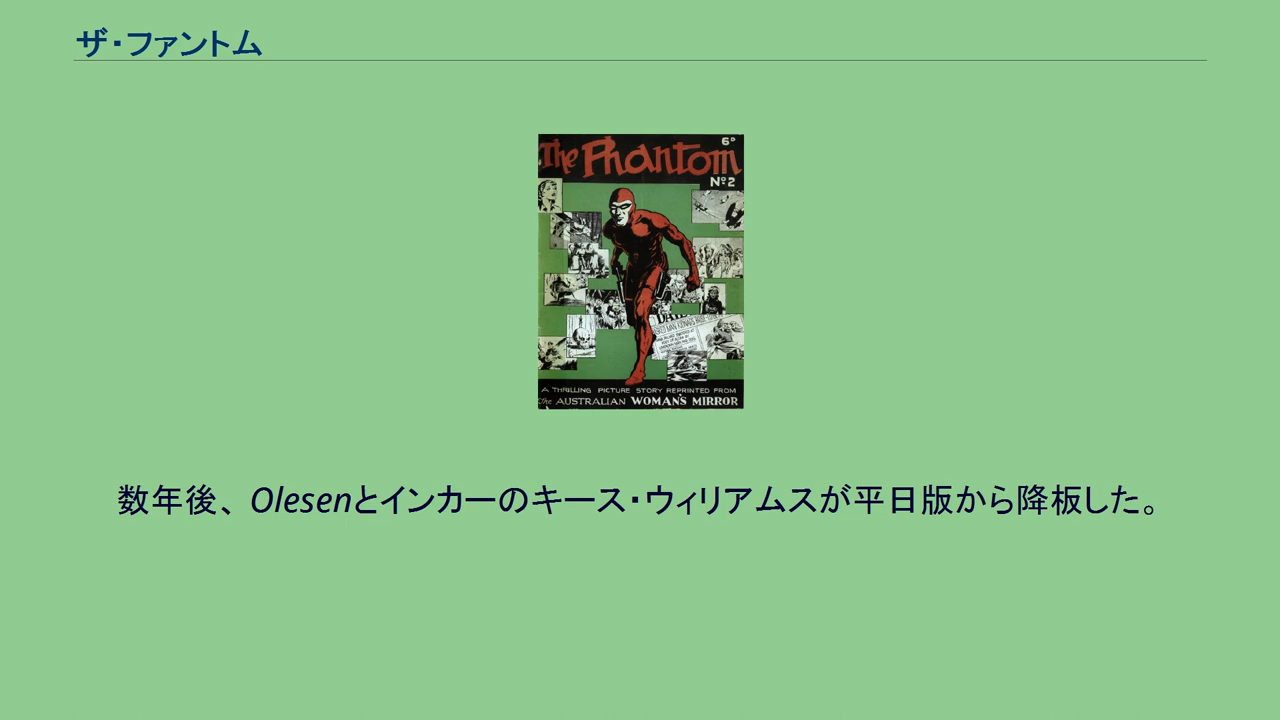 ザ・ファントム
6D
The Phantom
Nº2
A THRILLING PICTURE STORY REPRINTED FROM
The AUSTRALIAN WOMAN'S MIRROR
数年後、Olesenとインカーのキース・ウィリアムスが平日版から降板した。